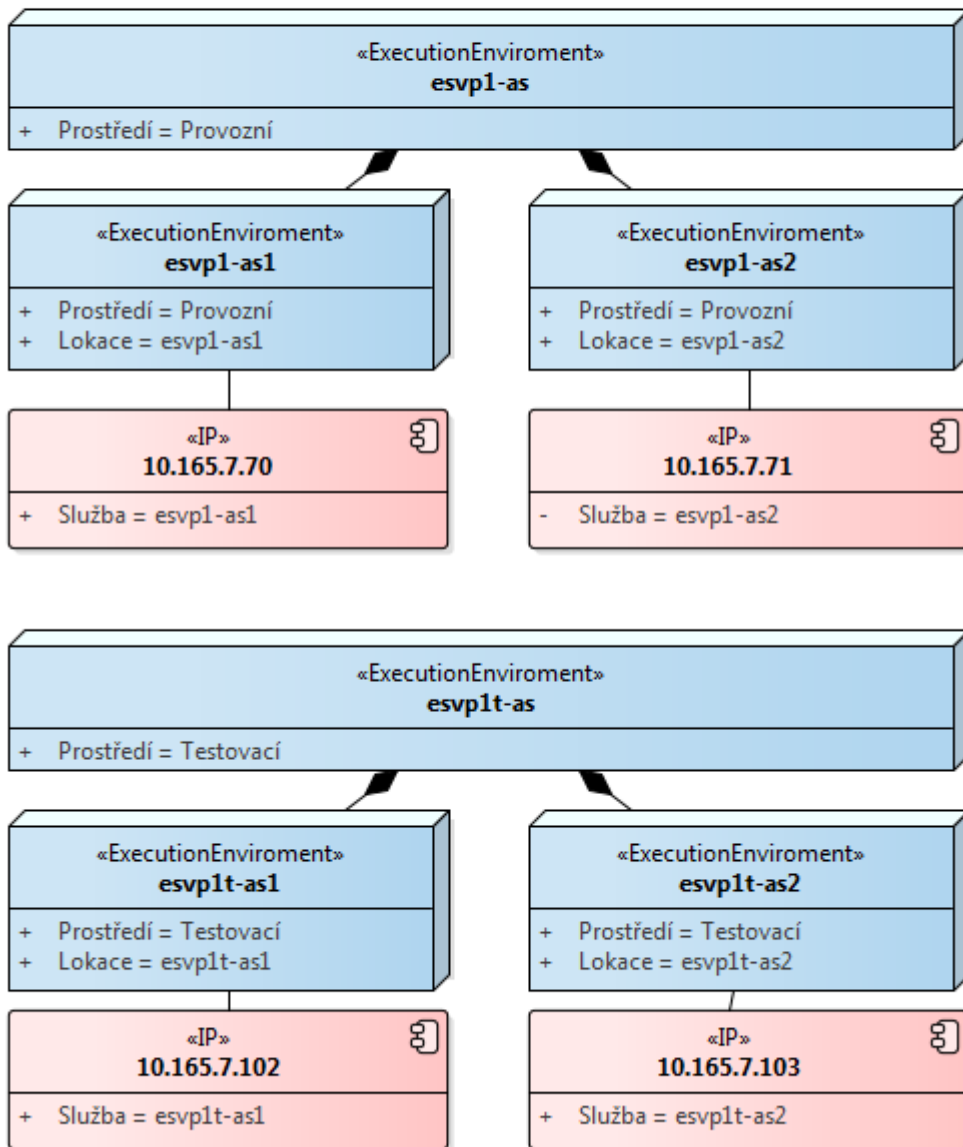 «ExecutionEnviroment»
esvp1-as
+ Prostředí = Provozní
«ExecutionEnviroment»
esvp1-as1
+ Prostředí = Provozní
+ Lokace = esvp1-as1
«ExecutionEnviroment»
esvp1-as2
+ Prostředí = Provozní
+ Lokace = esvp1-as2
«IP»
10.165.7.70
+ Služba = esvp1-as1
«IP»
10.165.7.71
- Služba = esvp1-as2
«ExecutionEnviroment»
esvp1t-as
+ Prostředí = Testovací
«ExecutionEnviroment»
esvp1t-as1
+ Prostředí = Testovací
+ Lokace = esvp1t-as1
«ExecutionEnviroment»
esvp1t-as2
+ Prostředí = Testovací
+ Lokace = esvp1t-as2
«IP»
10.165.7.102
+ Služba = esvp1t-as1
«IP»
10.165.7.103
+ Služba = esvp1t-as2